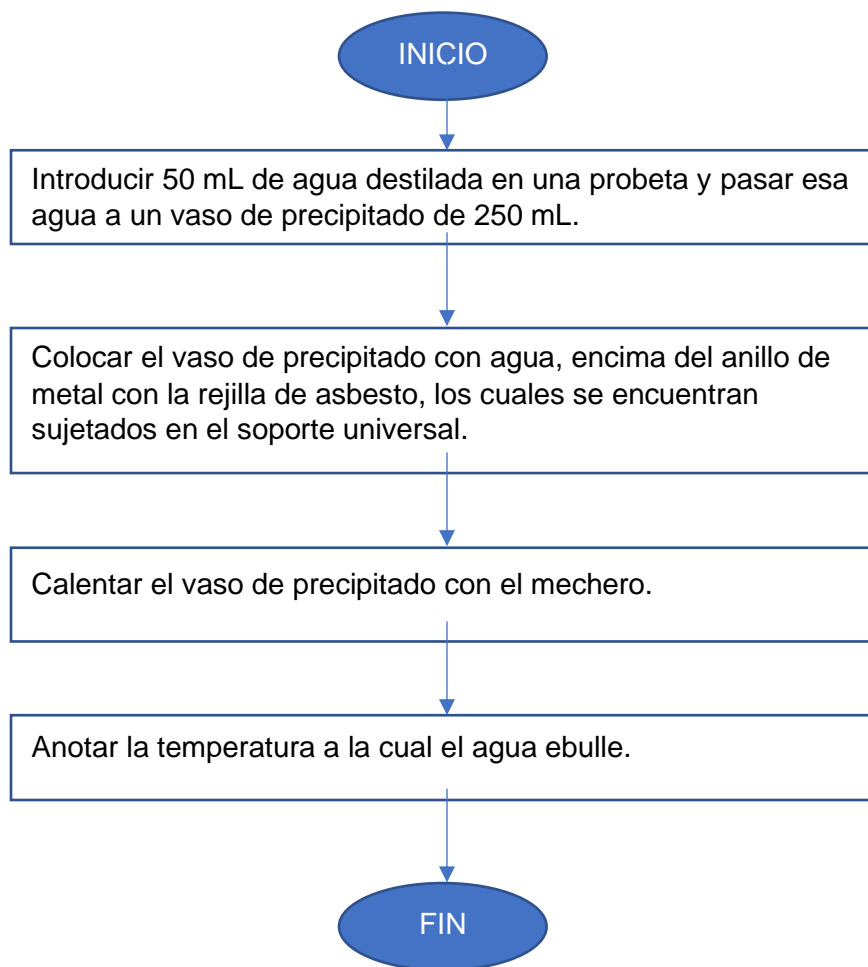 INICIO
Introducir 50 mL de agua destilada en una probeta y pasar esa
agua a un vaso de precipitado de 250 mL.
Colocar el vaso de precipitado con agua, encima del anillo de
metal con la rejilla de asbesto, los cuales se encuentran
sujetados en el soporte universal.
Calentar el vaso de precipitado con el mechero.
Anotar la temperatura a la cual el agua ebulle.
FIN